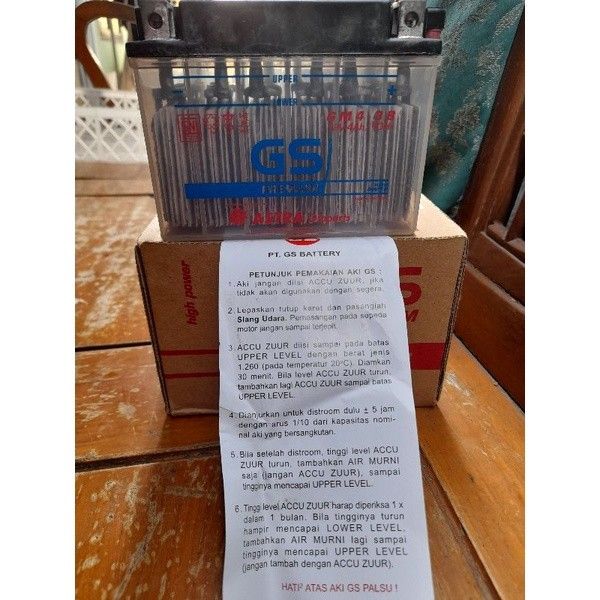 UPPER
LOWER
- +
GS
PREMIUM
ASTRA otoparts
high power
GS
PT. GS BATTERY
PETUNJUK PEMAKAIAN AKI GS :
1. Aki jangan diisi ACCU ZUUR, jika
tidak akan digunakan dengan segera.
2. Lepaskan tutup karet dan pasanglah
Slang Udara. Pemasangan pada sepeda
motor jangan sampai terjepit.
3. ACCU ZUUR diisi sampai pada batas
UPPER LEVEL dengan berat jenis
1.260 (pada temperatur 20°C). Diamkan
30 menit. Bila level ACCU ZUUR turun,
tambahkan lagi ACCU ZUUR sampai batas
UPPER LEVEL.
4. Dianjurkan untuk distroom dulu ± 5 jam
dengan arus 1/10 dari kapasitas nomi-
nal aki yang bersangkutan.
5. Bila setelah distroom, tinggi level ACCU
ZUUR turun, tambahkan AIR MURNI
saja (jangan ACCU ZUUR), sampai
tingginya mencapai UPPER LEVEL.
6. Tinggi level ACCU ZUUR harap diperiksa 1 x
dalam 1 bulan. Bila tingginya turun
hampir mencapai LOWER LEVEL,
tambahkan AIR MURNI lagi sampai
tingginya mencapai UPPER LEVEL
(jangan tambah dengan ACCU ZUUR).
HATI² ATAS AKI GS PALSU !